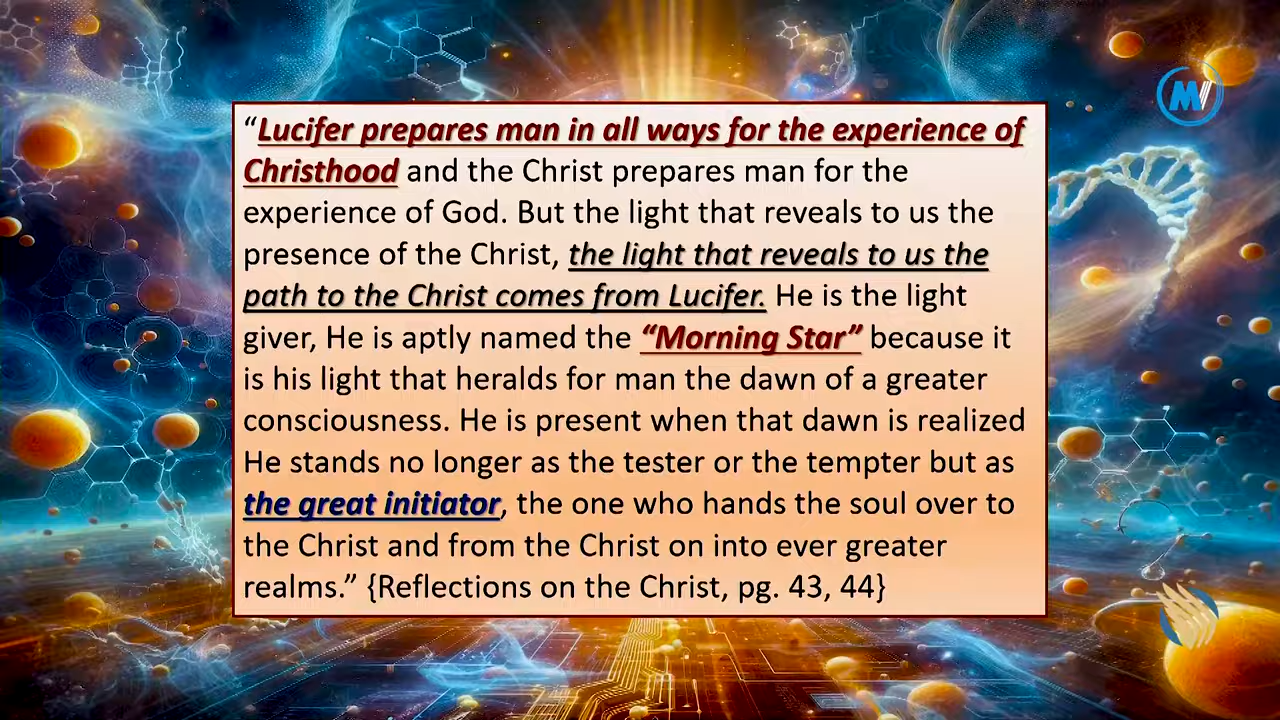 “Lucifer prepares man in all ways for the experience of
Christhood and the Christ prepares man for the
experience of God. But the light that reveals to us the
presence of the Christ, the light that reveals to us the
path to the Christ comes from Lucifer. He is the light
giver, He is aptly named the “Morning Star” because it
is his light that heralds for man the dawn of a greater
consciousness. He is present when that dawn is realized
He stands no longer as the tester or the tempter but as
the great initiator, the one who hands the soul over to
the Christ and from the Christ on into ever greater
realms.” {Reflections on the Christ, pg. 43, 44}